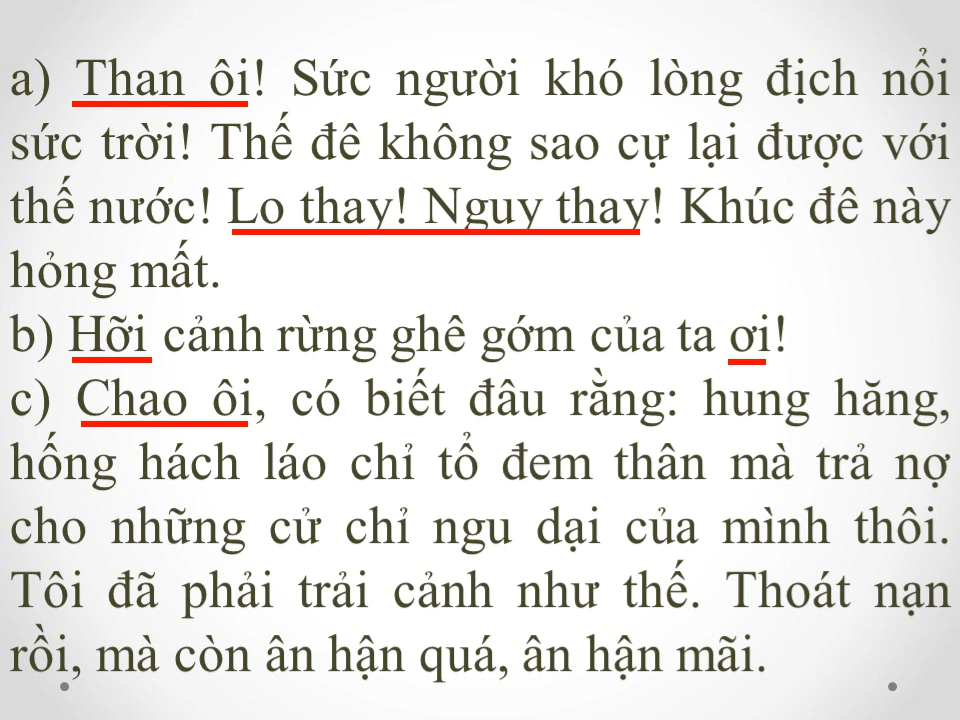 a) Than ôi! Sức người khó lòng địch nổi
sức trời! Thế đê không sao cự lại được với
thế nước! Lo thay! Nguy thay! Khúc đê này
hỏng mất.
b) Hỡi cảnh rừng ghê gớm của ta ơi!
c) Chao ôi, có biết đâu rằng: hung hăng,
hống hách láo chỉ tổ đem thân mà trả nợ
cho những cử chỉ ngu dại của mình thôi.
Tôi đã phải trải cảnh như thế. Thoát nạn
rồi, mà còn ân hận quá, ân hận mãi.